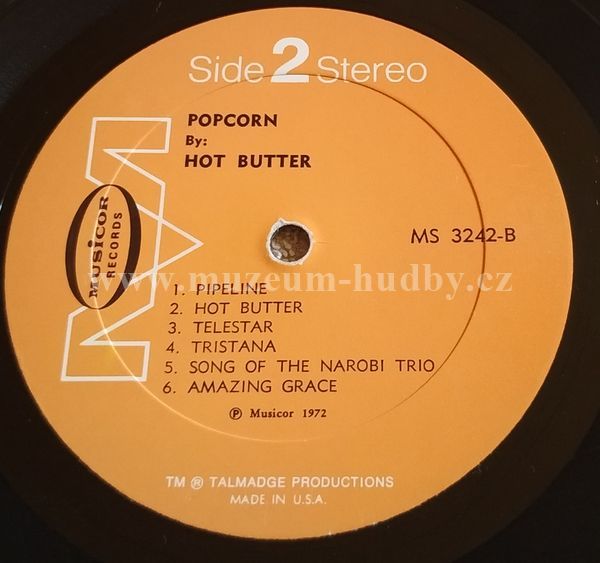 Side 2 Stereo
POPCORN
By:
HOT BUTTER
MUSICOR
RECORDS
MS 3242-B
www.muzeum-hudby.cz
1. PIPELINE
2. HOT BUTTER
3. TELESTAR
4. TRISTANA
5. SONG OF THE NAROBI TRIO
6. AMAZING GRACE
℗ Musicor 1972
TM ® TALMADGE PRODUCTIONS
MADE IN U.S.A.